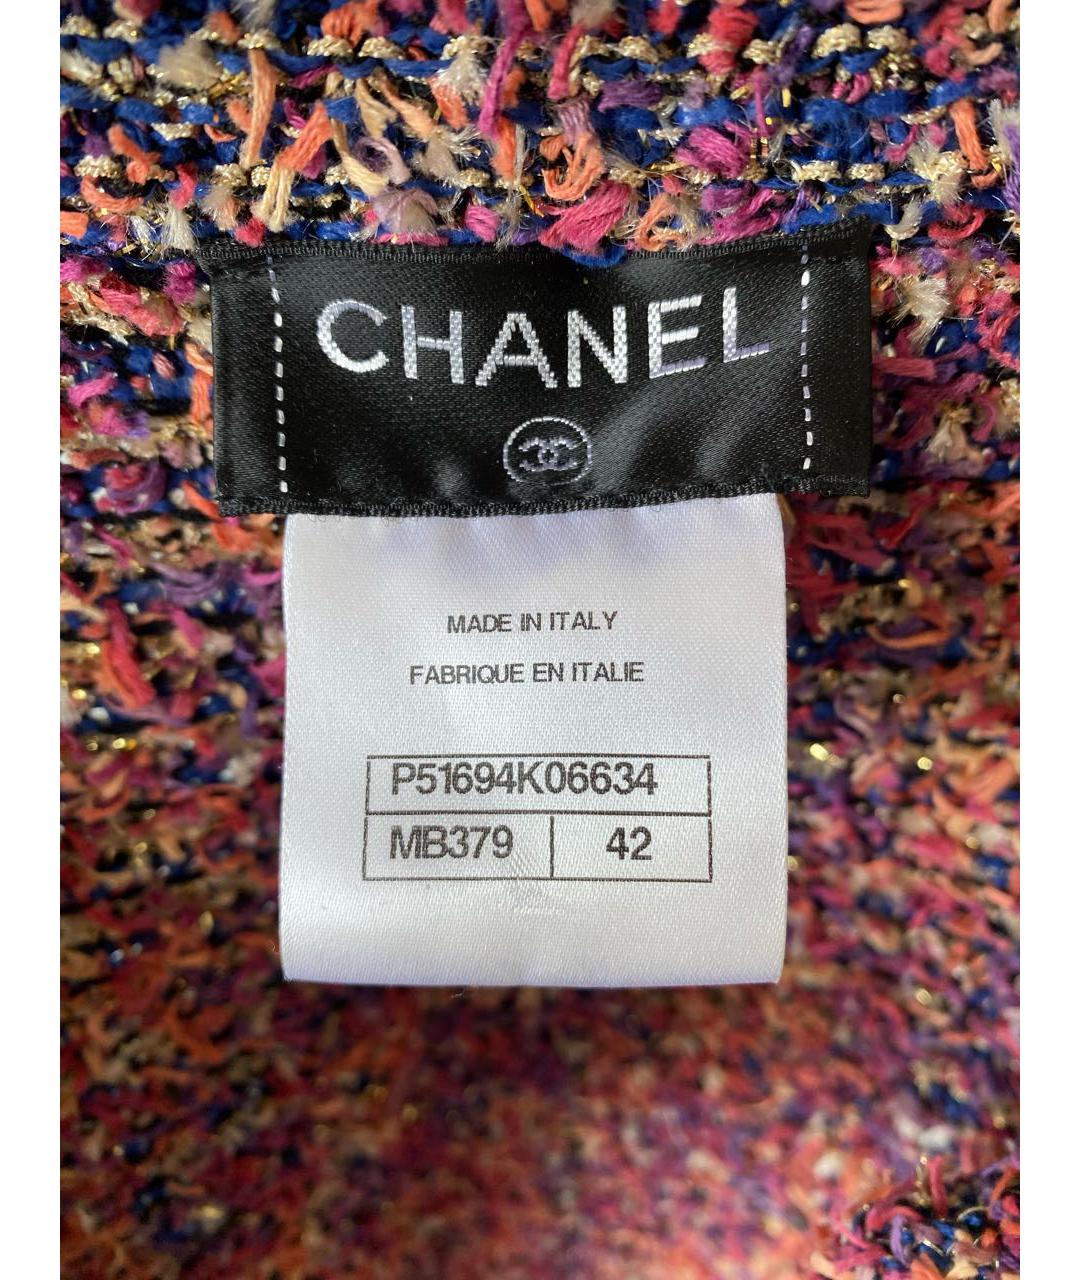 CHANEL
MADE IN ITALY
FABRIQUE EN ITALIE
P51694K06634
MB379 42